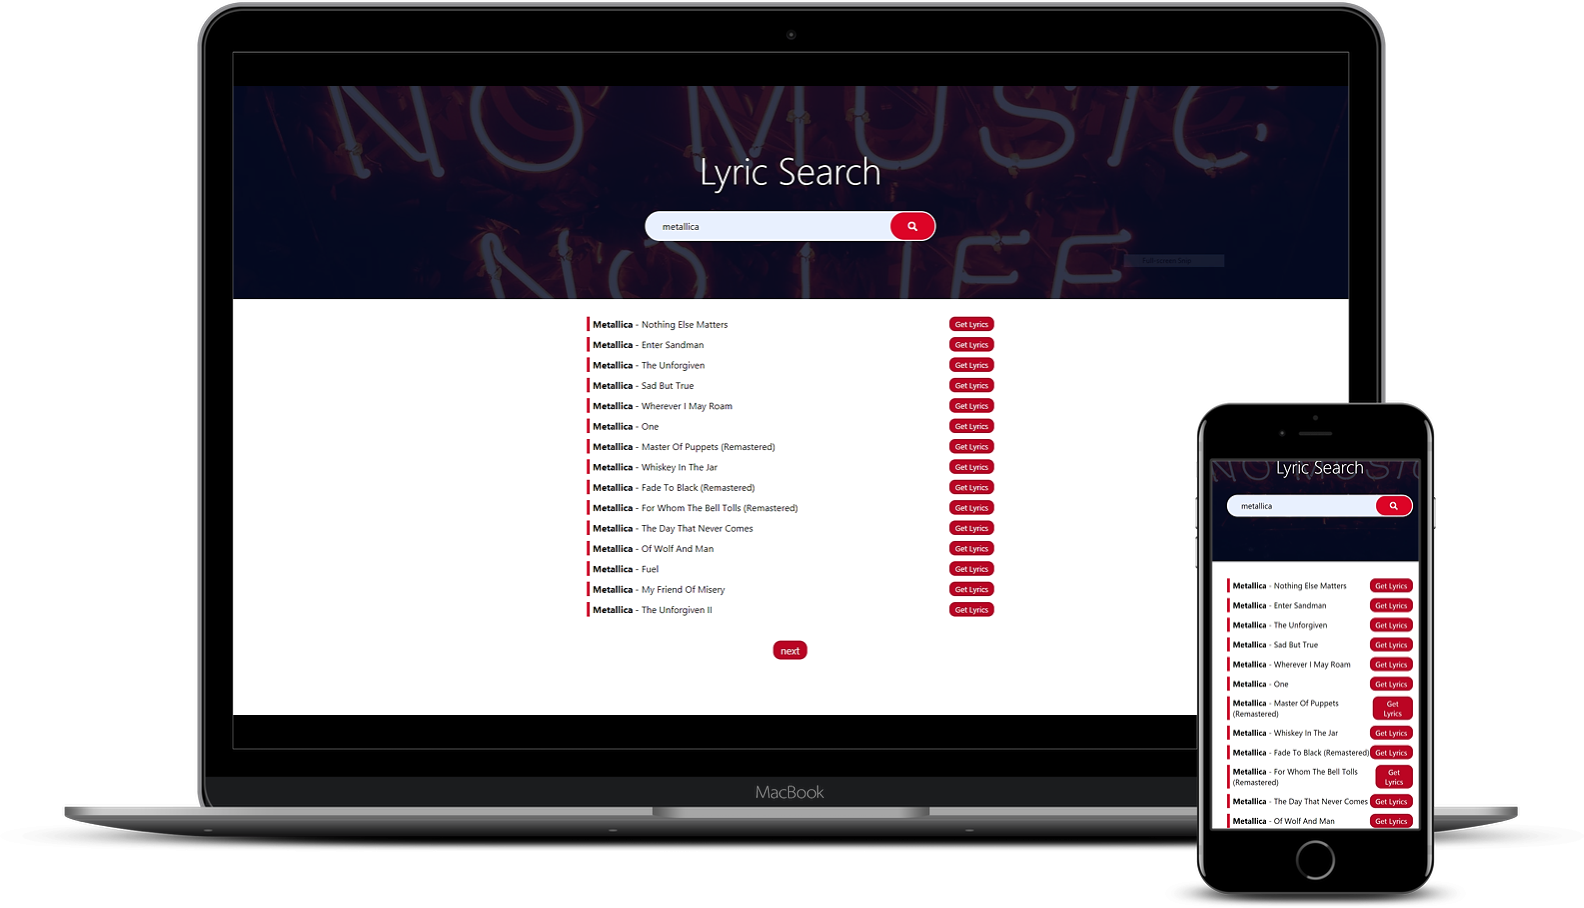 NO MUSIC
Lyric Search
metallica
NO LIFE
Metallica - Nothing Else Matters Get Lyrics
Metallica - Enter Sandman Get Lyrics
Metallica - The Unforgiven Get Lyrics
Metallica - Sad But True Get Lyrics
Metallica - Wherever I May Roam Get Lyrics
Metallica - One Get Lyrics
Metallica - Master Of Puppets (Remastered) Get Lyrics
Metallica - Whiskey In The Jar Get Lyrics
Metallica - Fade To Black (Remastered) Get Lyrics
Metallica - For Whom The Bell Tolls (Remastered) Get Lyrics
Metallica - The Day That Never Comes Get Lyrics
Metallica - Of Wolf And Man Get Lyrics
Metallica - Fuel Get Lyrics
Metallica - My Friend Of Misery Get Lyrics
Metallica - The Unforgiven II Get Lyrics
next
MacBook
NO MUSIC
Lyric Search
metallica
Metallica - Nothing Else Matters Get Lyrics
Metallica - Enter Sandman Get Lyrics
Metallica - The Unforgiven Get Lyrics
Metallica - Sad But True Get Lyrics
Metallica - Wherever I May Roam Get Lyrics
Metallica - One Get Lyrics
Metallica - Master Of Puppets Get
(Remastered) Lyrics
Metallica - Whiskey In The Jar Get Lyrics
Metallica - Fade To Black (Remastered) Get Lyrics
Metallica - For Whom The Bell Tolls Get
(Remastered) Lyrics
Metallica - The Day That Never Comes Get Lyrics
Metallica - Of Wolf And Man Get Lyrics